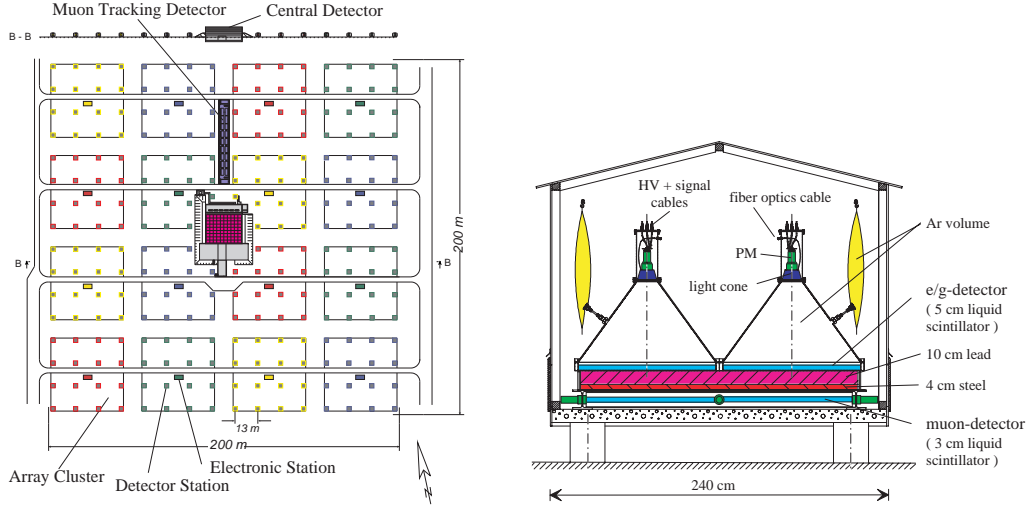 Muon Tracking Detector
Central Detector
B - B
200 m
B
B
13 m
200 m
Array Cluster
Detector Station
Electronic Station
N
HV + signal
cables
fiber optics cable
Ar volume
PM
light cone
e/g-detector
( 5 cm liquid
scintillator )
10 cm lead
4 cm steel
muon-detector
( 3 cm liquid
scintillator )
240 cm